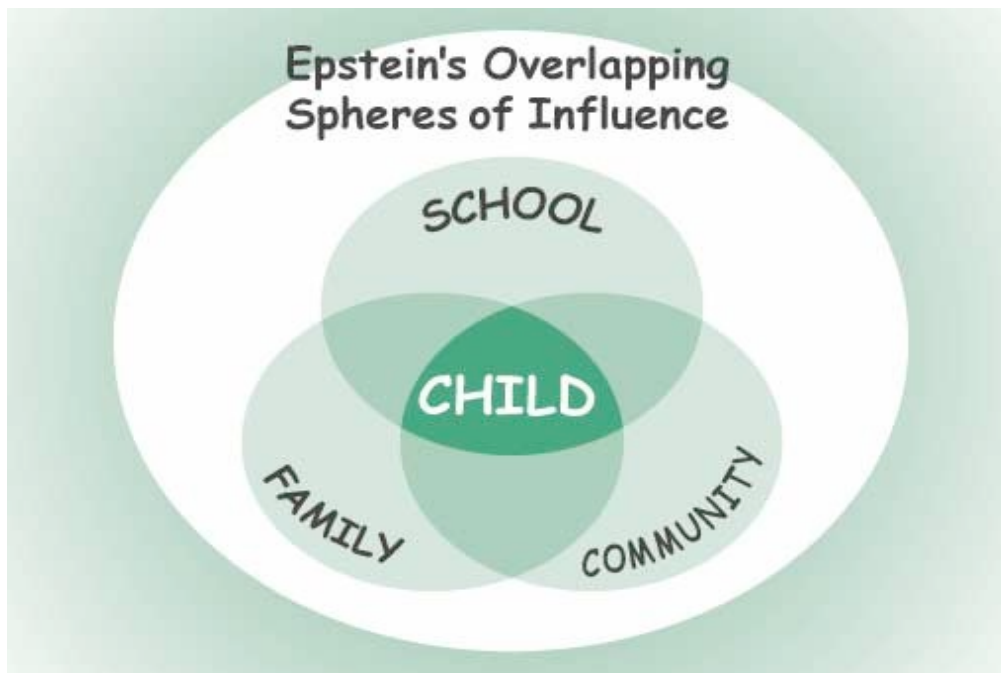 Epstein's Overlapping
Spheres of Influence
SCHOOL
CHILD
FAMILY
COMMUNITY